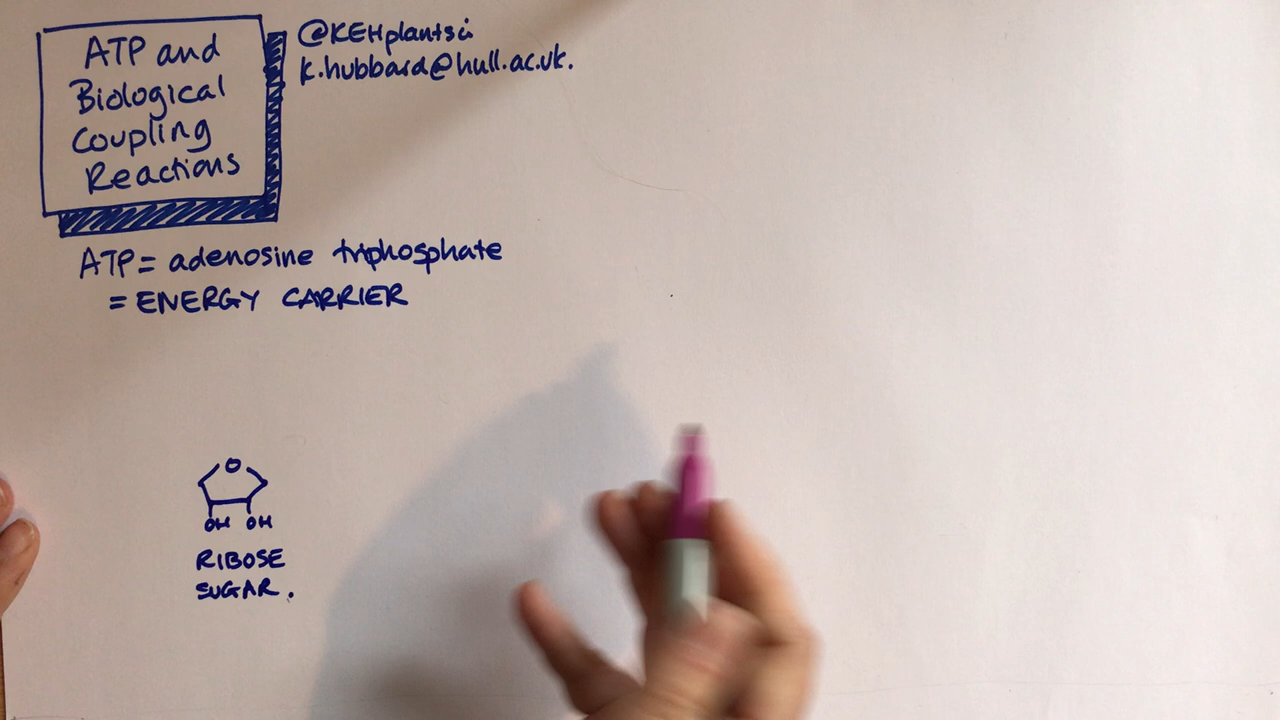 ATP and
Biological
Coupling
Reactions
@KEHplantsci
k.hubbard@hull.ac.uk.
ATP = adenosine triphosphate
= ENERGY CARRIER
O
OH OH
RIBOSE
SUGAR.